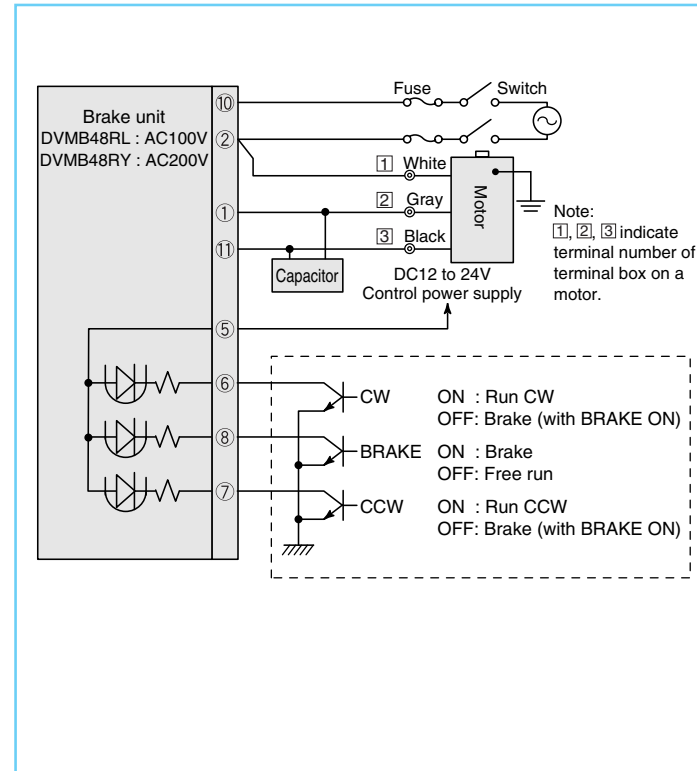 Fuse
Switch
Brake unit
DVMB48RL : AC100V
DVMB48RY : AC200V
⑩
②
①
⑪
⑤
⑥
⑧
⑦
1 White
2 Gray
3 Black
Motor
Capacitor
DC12 to 24V
Control power supply
Note:
1, 2, 3 indicate
terminal number of
terminal box on a
motor.
CW
ON : Run CW
OFF: Brake (with BRAKE ON)
BRAKE
ON : Brake
OFF: Free run
CCW
ON : Run CCW
OFF: Brake (with BRAKE ON)